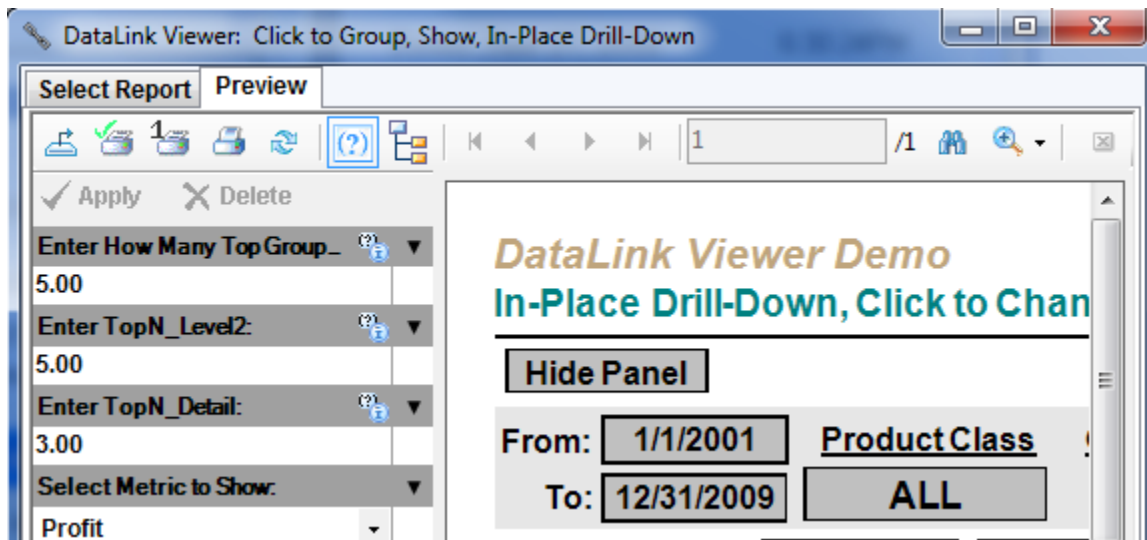 DataLink Viewer: Click to Group, Show, In-Place Drill-Down
Select Report Preview
1 (?) 1 /1
Apply Delete
Enter How Many Top Group_
5.00
Enter TopN_Level2:
5.00
Enter TopN_Detail:
3.00
Select Metric to Show:
Profit
DataLink Viewer Demo
In-Place Drill-Down, Click to Chan
Hide Panel
From: 1/1/2001 Product Class
To: 12/31/2009 ALL